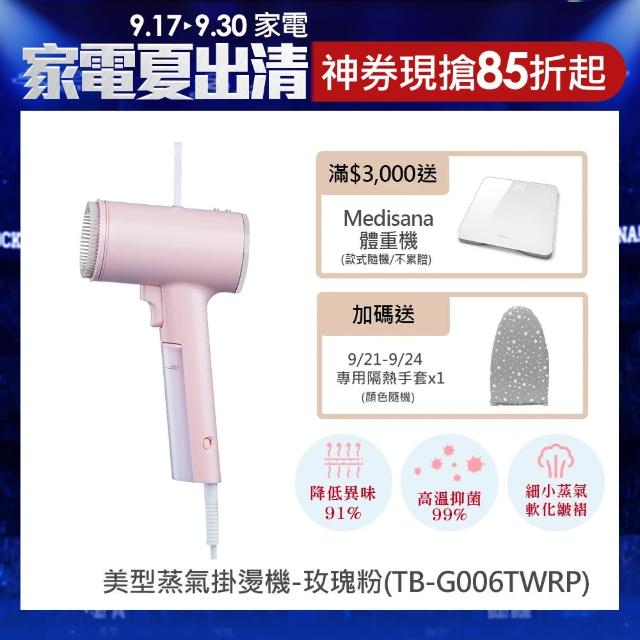 9.17▸9.30 家電
家電夏出清
神券現搶85折起
滿$3,000送
Medisana
體重機
(款式隨機/不累贈)
加碼送
9/21-9/24
專用隔熱手套x1
(顏色隨機)
降低異味
91%
高溫抑菌
99%
細小蒸氣
軟化皺褶
美型蒸氣掛燙機-玫瑰粉(TB-G006TWRP)